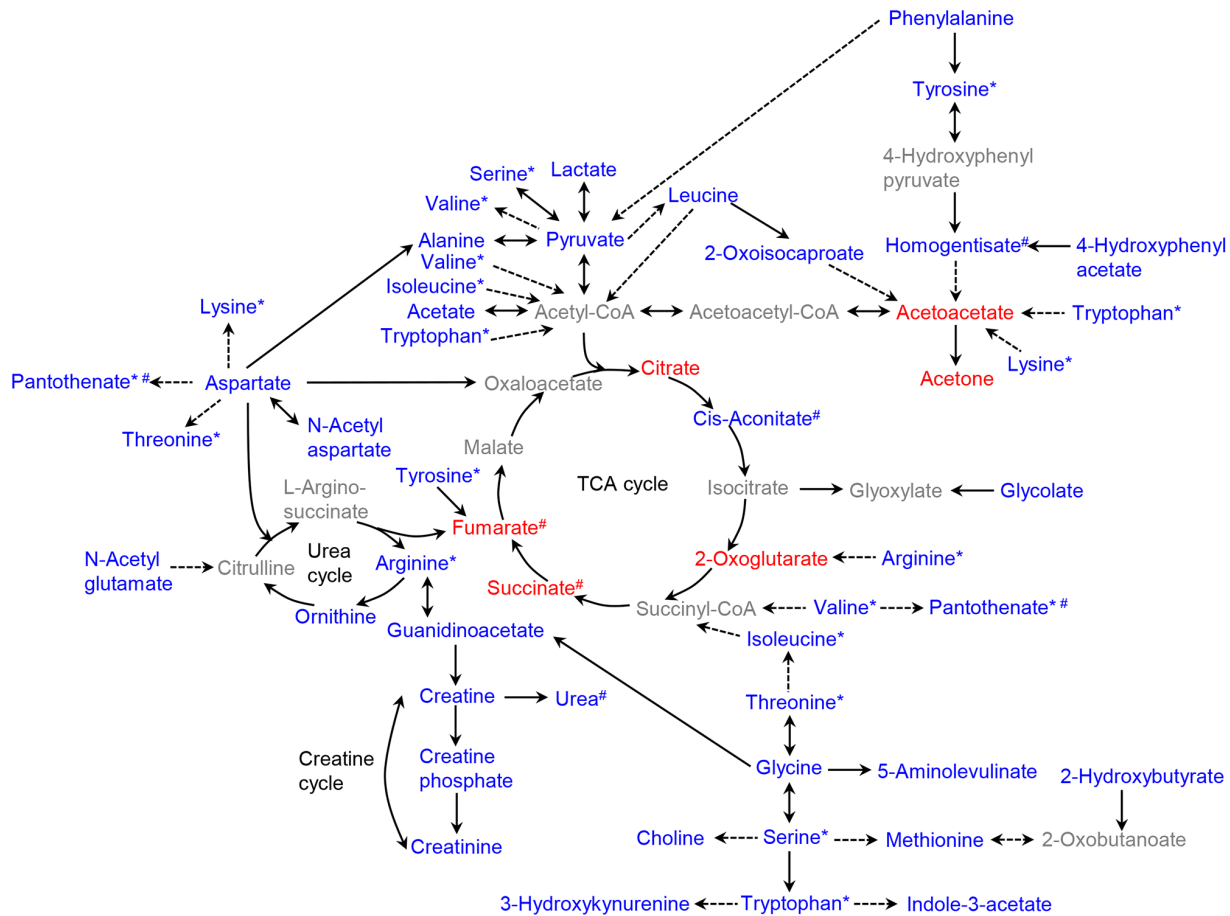 Phenylalanine
Tyrosine*
4-Hydroxyphenyl
pyruvate
Serine*
Lactate
Valine*
Leucine
Alanine
Pyruvate
Homogentisate#
4-Hydroxyphenyl
acetate
2-Oxoisocaproate
Valine*
Isoleucine*
Lysine*
Acetate
Acetyl-CoA
Acetoacetyl-CoA
Acetoacetate
Tryptophan*
Tryptophan*
Lysine*
Citrate
Acetone
Pantothenate* #
Aspartate
Oxaloacetate
Cis-Aconitate#
Threonine*
N-Acetyl
aspartate
Malate
Tyrosine*
TCA cycle
Isocitrate
Glyoxylate
Glycolate
L-Argino-
succinate
Fumarate#
Urea
cycle
N-Acetyl
glutamate
Citrulline
Arginine*
2-Oxoglutarate
Arginine*
Succinate#
Ornithine
Succinyl-CoA
Valine*
Pantothenate* #
Guanidinoacetate
Isoleucine*
Creatine
Urea#
Threonine*
Creatine
cycle
Creatine
phosphate
Glycine
5-Aminolevulinate
2-Hydroxybutyrate
Creatinine
Choline
Serine*
Methionine
2-Oxobutanoate
3-Hydroxykynurenine
Tryptophan*
Indole-3-acetate